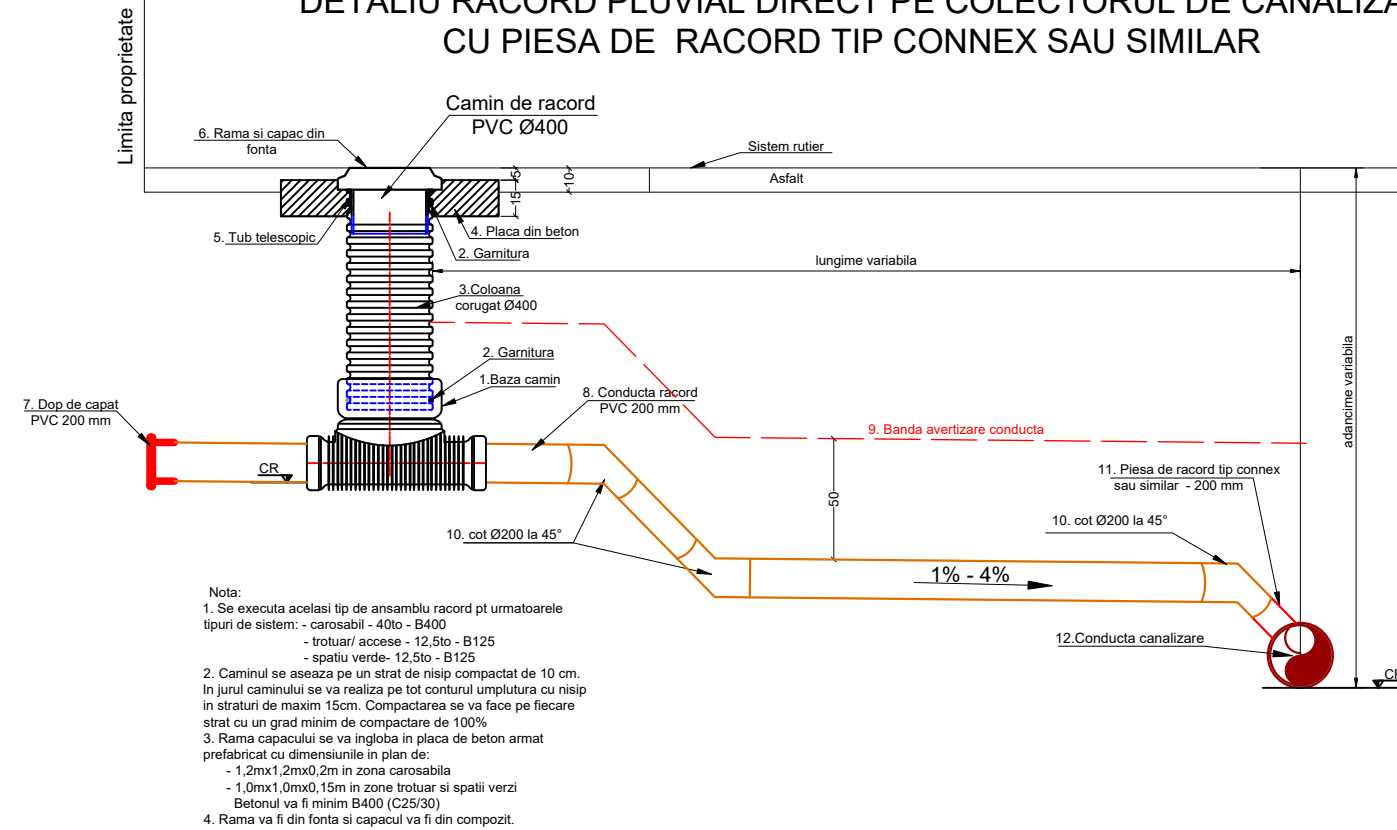 DETALIU RACORD PLUVIAL DIRECT PE COLECTORUL DE
CU PIESA DE RACORD TIP CONNEX SAU SIMILAR
Limita proprietate
Camin de racord
PVC Ø400
6. Rama si capac din
fonta
Sistem rutier
Asfalt
5
15
10
5. Tub telescopic
4. Placa din beton
2. Garnitura
lungime variabila
3.Coloana
corugat Ø400
adancime variabila
2. Garnitura
1.Baza camin
8. Conducta racord
PVC 200 mm
7. Dop de capat
PVC 200 mm
9. Banda avertizare conducta
CR
50
11. Piesa de racord tip connex
sau similar - 200 mm
10. cot Ø200 la 45°
10. cot Ø200 la 45°
1% - 4%
12.Conducta canalizare
Nota:
1. Se executa acelasi tip de ansamblu racord pt urmatoarele
tipuri de sistem: - carosabil - 40to - B400
- trotuar/ accese - 12,5to - B125
- spatiu verde- 12,5to - B125
2. Caminul se aseaza pe un strat de nisip compactat de 10 cm.
In jurul caminului se va realiza pe tot conturul umplutura cu nisip
in straturi de maxim 15cm. Compactarea se va face pe fiecare
strat cu un grad minim de compactare de 100%
3. Rama capacului se va ingloba in placa de beton armat
prefabricat cu dimensiunile in plan de:
- 1,2mx1,2mx0,2m in zona carosabila
- 1,0mx1,0mx0,15m in zone trotuar si spatii verzi
Betonul va fi minim B400 (C25/30)
4. Rama va fi din fonta si capacul va fi din compozit.